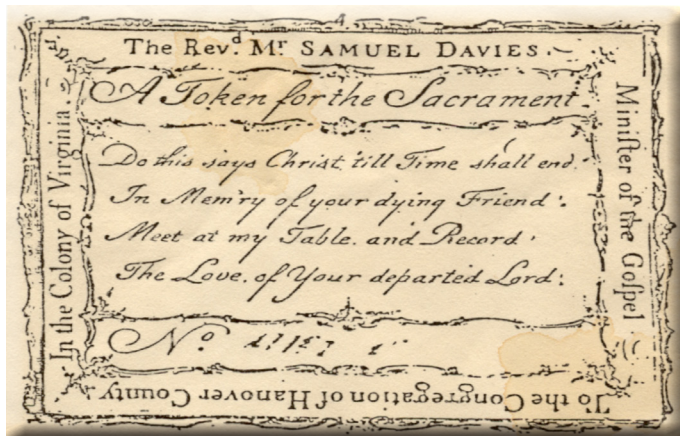 The Revd. Mr SAMUEL DAVIES.
Miniſter of the Goſpel
To the Congregation of Hanover County,
In the Colony of Virginia.
A Token for the Sacrament.
Do this says Christ, 'till Time shall end.
In Mem'ry of your dying Friend:
Meet at my Table. and Record
The Love. of Your departed Lord:
No